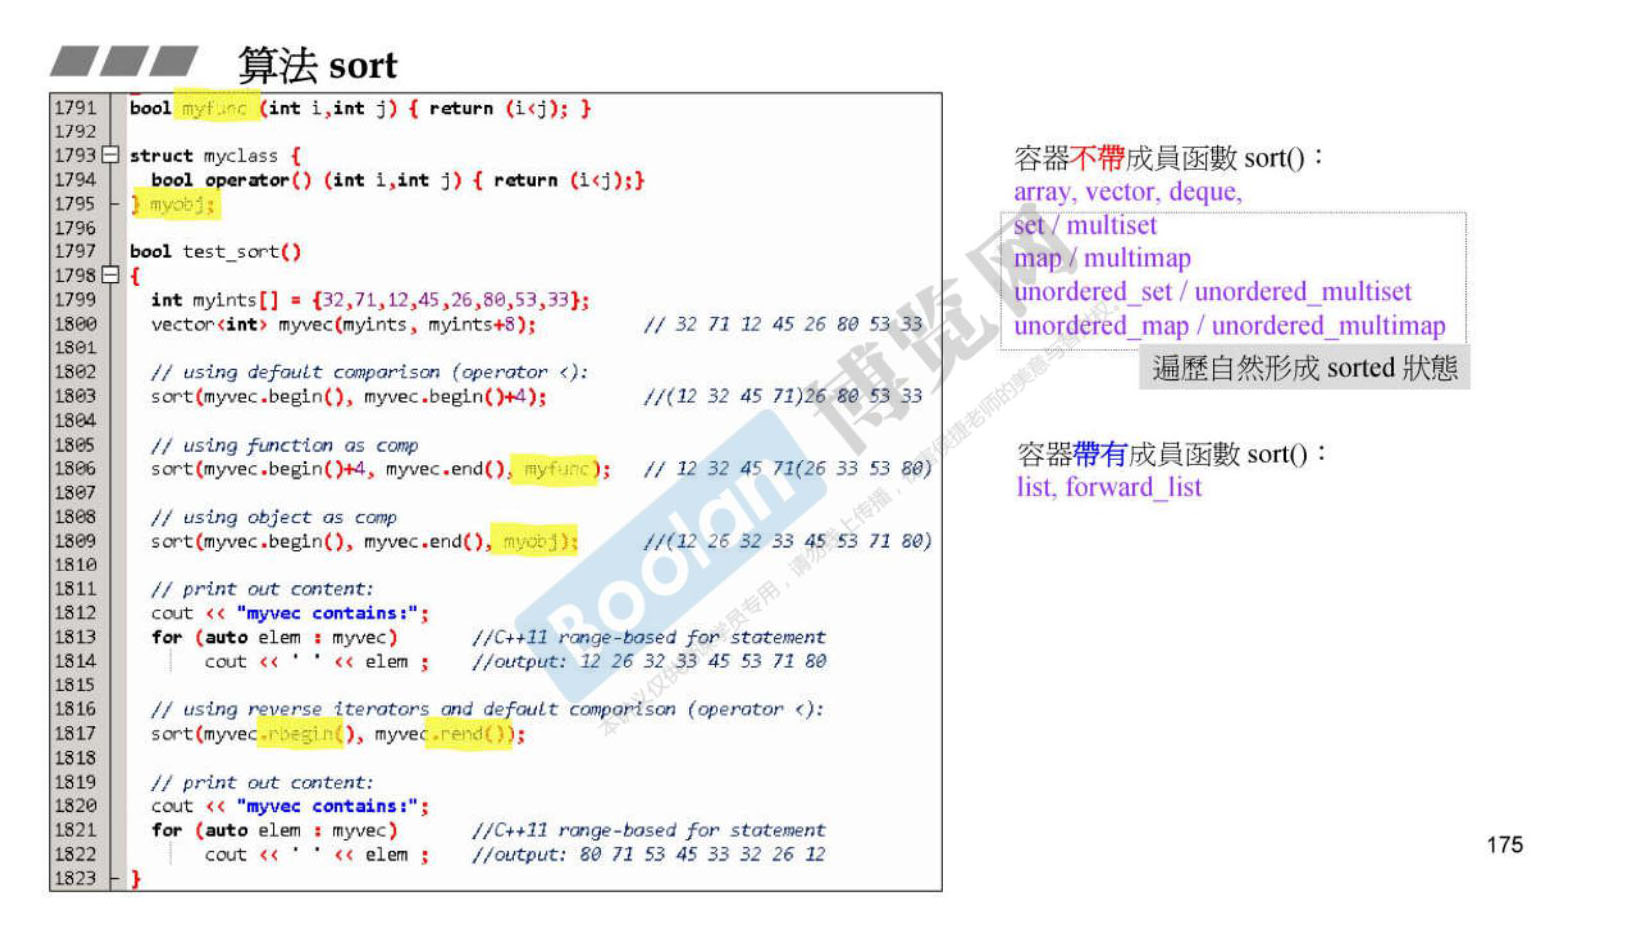 算法 sort
1791 bool myfunc (int i,int j) { return (i<j); }
1792
1793 struct myclass {
1794 bool operator() (int i,int j) { return (i<j);}
1795 } myobj;
1796
1797 bool test_sort()
1798 {
1799 int myints[] = {32,71,12,45,26,80,53,33};
1800 vector<int> myvec(myints, myints+8); // 32 71 12 45 26 80 53 33
1801
1802 // using default comparison (operator <):
1803 sort(myvec.begin(), myvec.begin()+4); //(12 32 45 71)26 80 53 33
1804
1805 // using function as comp
1806 sort(myvec.begin()+4, myvec.end(), myfunc); // 12 32 45 71(26 33 53 80)
1807
1808 // using object as comp
1809 sort(myvec.begin(), myvec.end(), myobj); //(12 26 32 33 45 53 71 80)
1810
1811 // print out content:
1812 cout << "myvec contains:";
1813 for (auto elem : myvec) //C++11 range-based for statement
1814 cout << ' ' << elem ; //output: 12 26 32 33 45 53 71 80
1815
1816 // using reverse iterators and default comparison (operator <):
1817 sort(myvec.rbegin(), myvec.rend());
1818
1819 // print out content:
1820 cout << "myvec contains:";
1821 for (auto elem : myvec) //C++11 range-based for statement
1822 cout << ' ' << elem ; //output: 80 71 53 45 33 32 26 12
1823 }
容器不帶成員函數 sort()：
array, vector, deque,
set / multiset
map / multimap
unordered_set / unordered_multiset
unordered_map / unordered_multimap
遍歷自然形成 sorted 狀態
容器帶有成員函數 sort()：
list, forward_list
Boolan
博览网
175